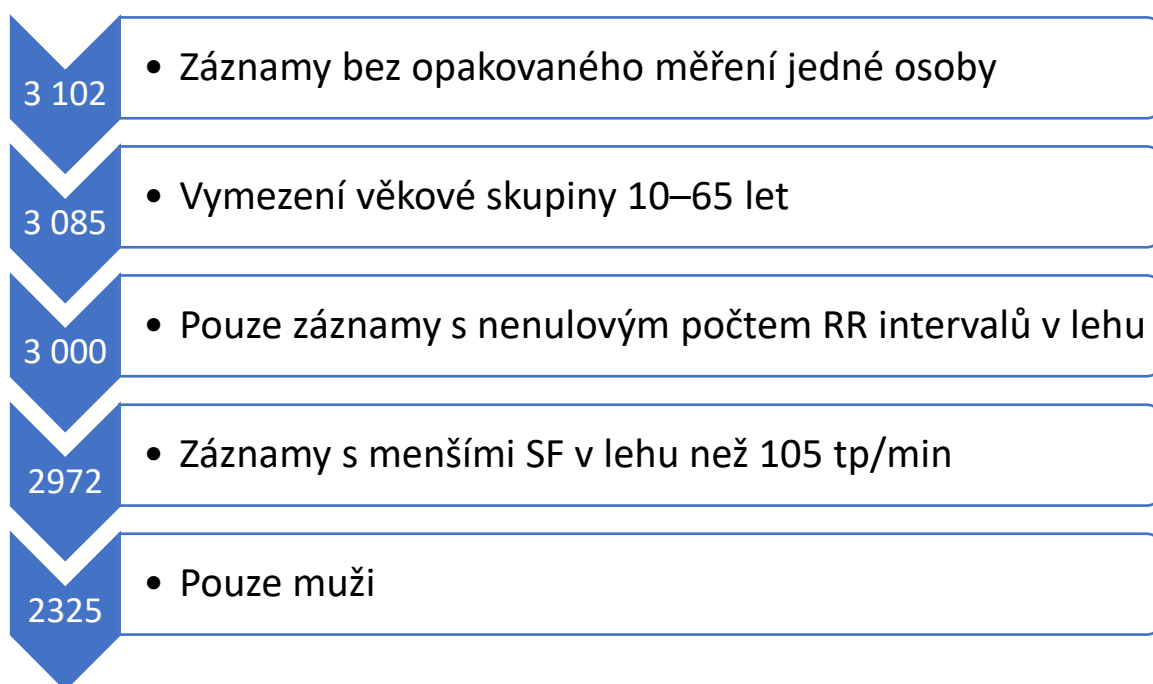 3 102
• Záznamy bez opakovaného měření jedné osoby
3 085
• Vymezení věkové skupiny 10–65 let
3 000
• Pouze záznamy s nenulovým počtem RR intervalů v lehu
2972
• Záznamy s menšími SF v lehu než 105 tp/min
2325
• Pouze muži